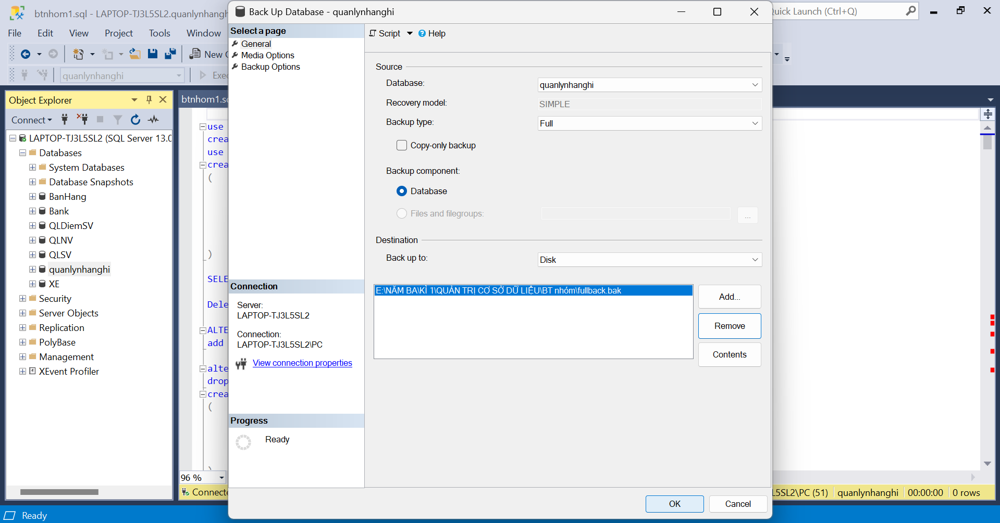 btnhom1.sql - LAPTOP-TJ3L5SL2.quanlynhangh
Back Up Database - quanlynhanghi
Quick Launch (Ctrl+Q)
File Edit View Project Tools Window
New
quanlynhanghi
Exec
Object Explorer
Connect
LAPTOP-TJ3L5SL2 (SQL Server 13.0
Databases
System Databases
Database Snapshots
BanHang
Bank
QLDiemSV
QLNV
QLSV
quanlynhanghi
XE
Security
Server Objects
Replication
PolyBase
Management
XEvent Profiler
btnhom1.sq
use
crea
use
crea
(
)
SELE
Dele
ALTE
add
alte
drop
crea
(
)
96 %
Connecte
Select a page
General
Media Options
Backup Options
Connection
Server:
LAPTOP-TJ3L5SL2
Connection:
LAPTOP-TJ3L5SL2\PC
View connection properties
Progress
Ready
Script Help
Source
Database: quanlynhanghi
Recovery model: SIMPLE
Backup type: Full
Copy-only backup
Backup component:
Database
Files and filegroups: ...
Destination
Back up to: Disk
E:\NĂM BA\KÌ 1\QUẢN TRỊ CƠ SỞ DỮ LIỆU\BT nhóm\fullback.bak
Add...
Remove
Contents
OK Cancel
L5SL2\PC (51) quanlynhanghi 00:00:00 0 rows
Ready